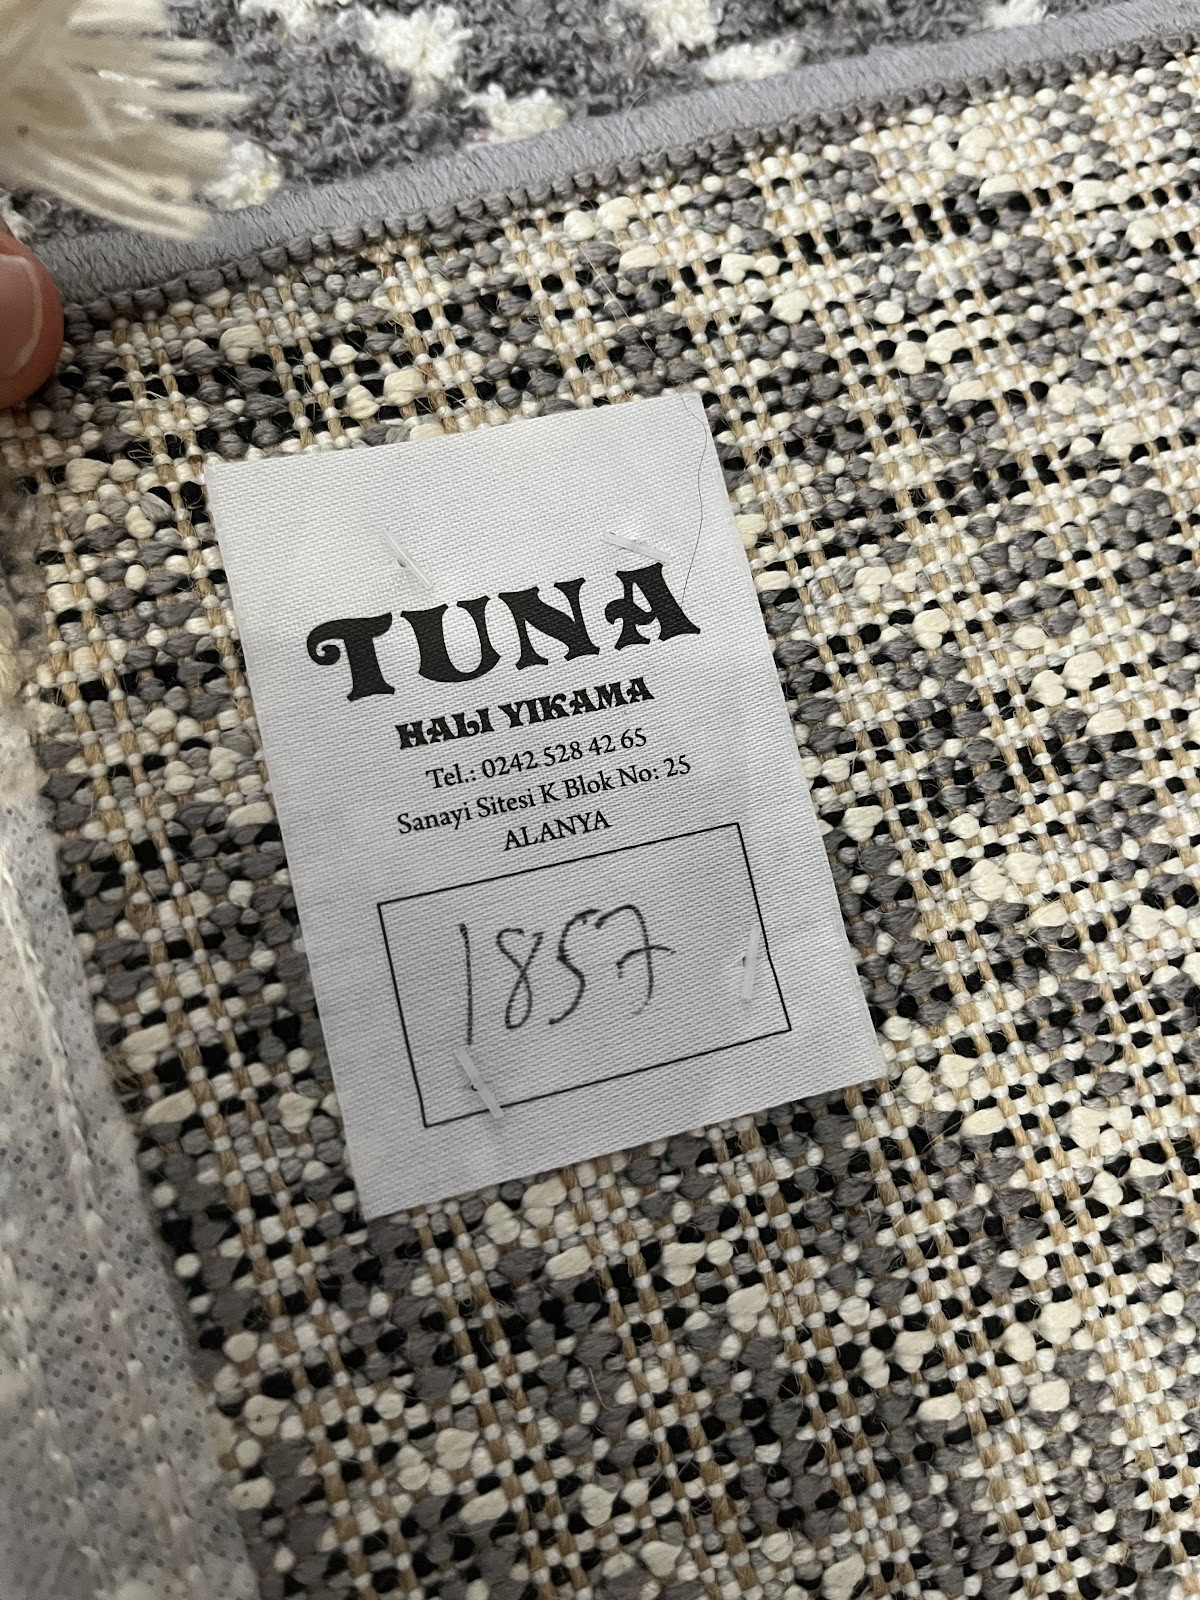 TUNA
HALI YIKAMA
Tel.: 0242 528 42 65
Sanayi Sitesi K Blok No: 25
ALANYA
1857